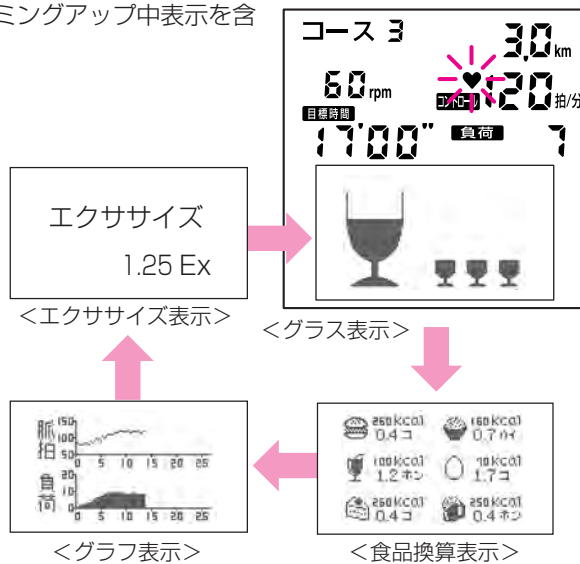 ミングアップ中表示を含
コース 3
3.0 km
60 rpm
コントロール 120 拍/分
目標時間
17'00" 負荷 7
エクササイズ
1.25 Ex
<エクササイズ表示>
<グラス表示>
脈拍
150
100
50
0 5 10 15 20 25
負荷
20
10
0 5 10 15 20 25
<グラフ表示>
260kcal 160kcal
0.4コ 0.7ハイ
100kcal 70kcal
1.2ホン 1.7コ
250kcal 250kcal
0.4コ 0.4ホン
<食品換算表示>